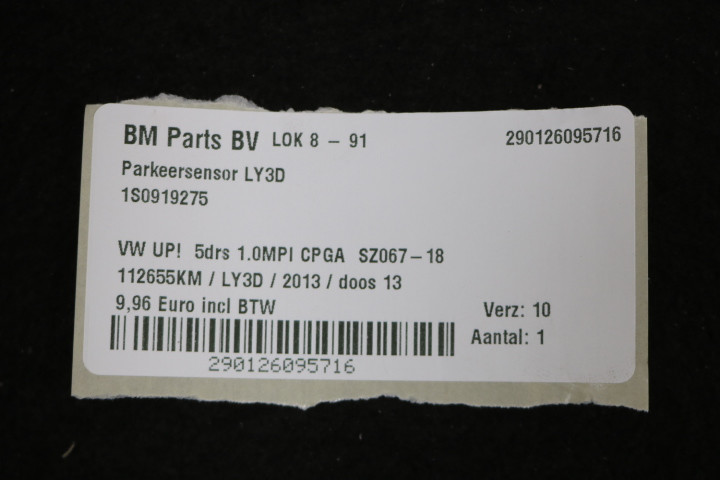 BM Parts BV LOK 8 - 91 290126095716
Parkeersensor LY3D
1S0919275
VW UP! 5drs 1.0MPI CPGA SZ067-18
112655KM / LY3D / 2013 / doos 13
9,96 Euro incl BTW Verz: 10
Aantal: 1
290126095716